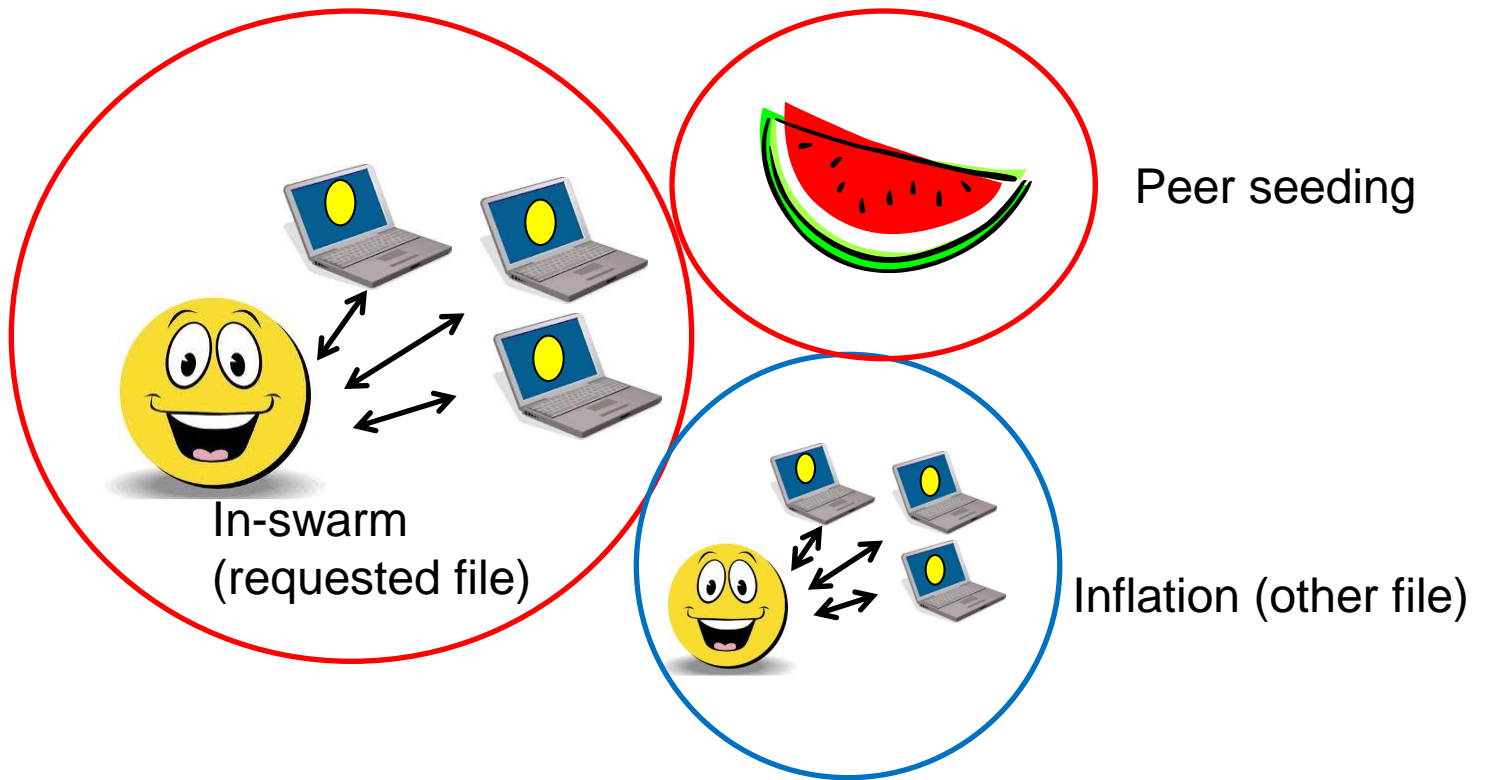 Peer seeding
In-swarm
(requested file)
Inflation (other file)